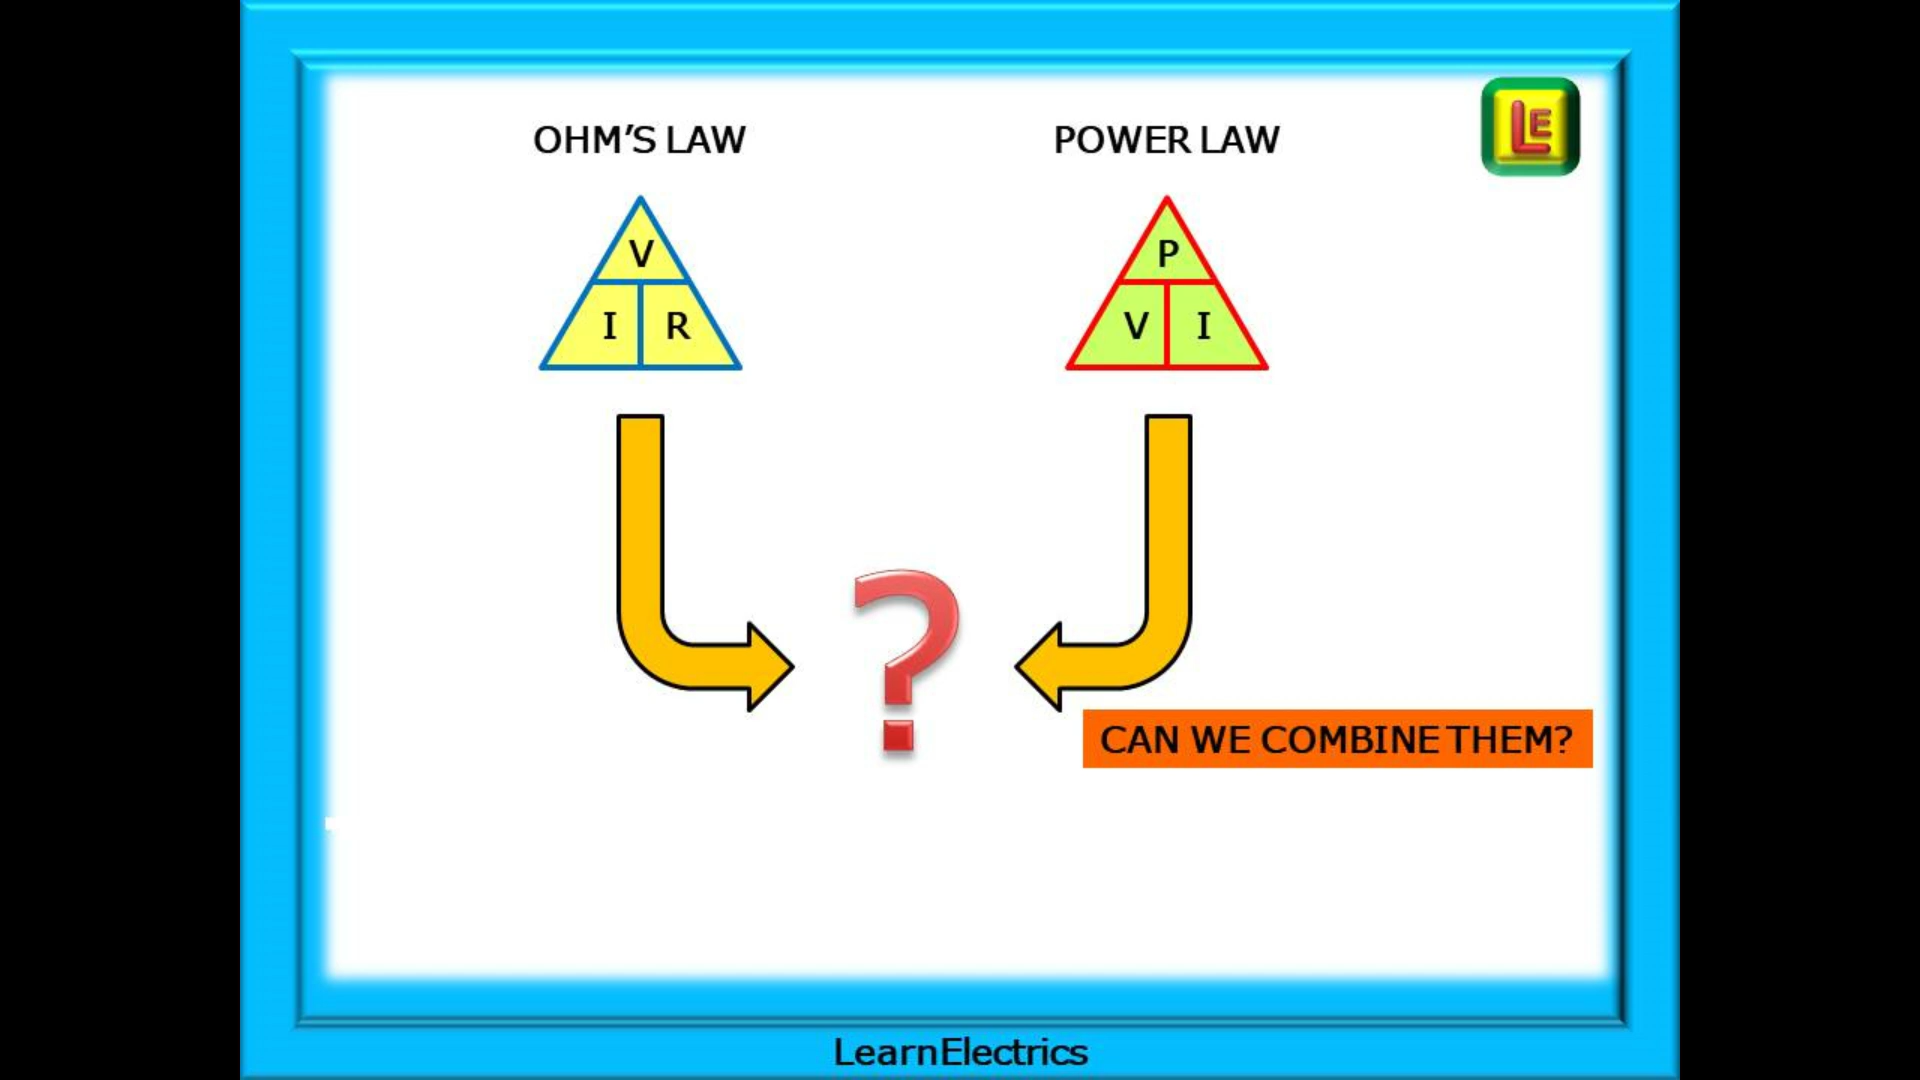 OHM'S LAW
POWER LAW
LE
V
P
I R
V I
?
CAN WE COMBINE THEM?
LearnElectrics